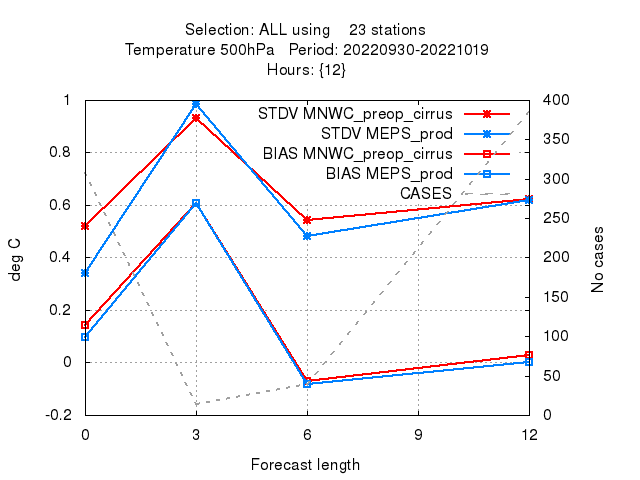 Selection: ALL using    23 stations
Temperature 500hPa   Period: 20220930-20221019
Hours: {12}
STDV MNWC_preop_cirrus
STDV MEPS_prod
BIAS MNWC_preop_cirrus
BIAS MEPS_prod
CASES
deg C
1
0.8
0.6
0.4
0.2
0
-0.2
400
350
300
250
200
150
100
50
0
No cases
0 3 6 9 12
Forecast length